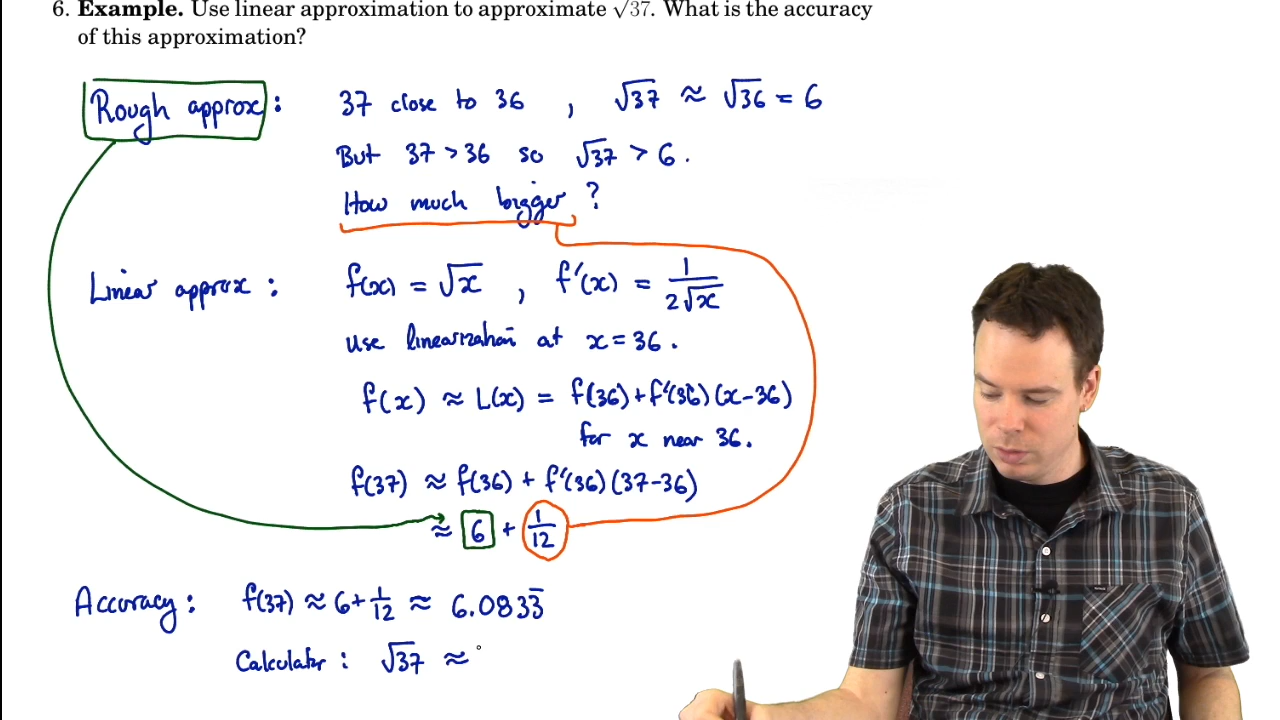 6. Example. Use linear approximation to approximate √37. What is the accuracy
of this approximation?
Rough approx: 37 close to 36 , √37 ≈ √36 = 6
But 37 > 36 so √37 > 6.
How much bigger ?
Linear approx : f(x) = √x , f'(x) = 1/(2√x)
use linearization at x = 36.
f(x) ≈ L(x) = f(36) + f'(36) (x-36)
for x near 36.
f(37) ≈ f(36) + f'(36) (37-36)
≈ 6 + 1/12
Accuracy : f(37) ≈ 6 + 1/12 ≈ 6.0833̅
Calculator : √37 ≈